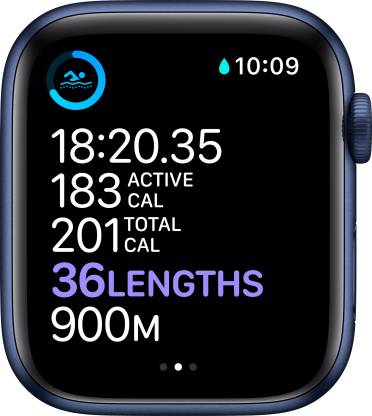 10:09
18:20.35
183 ACTIVE CAL
201 TOTAL CAL
36LENGTHS
900M